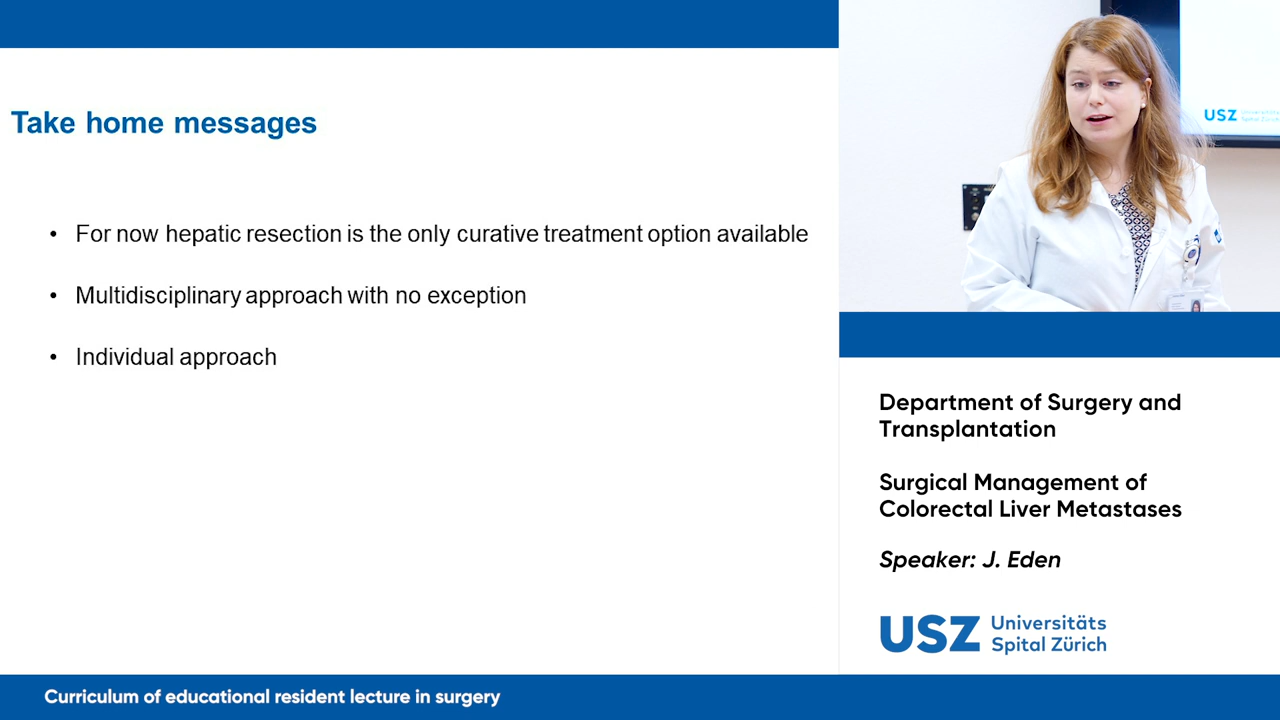 Take home messages
• For now hepatic resection is the only curative treatment option available
• Multidisciplinary approach with no exception
• Individual approach
USZ
Department of Surgery and
Transplantation
Surgical Management of
Colorectal Liver Metastases
Speaker: J. Eden
USZ Universitäts
Spital Zürich
Curriculum of educational resident lecture in surgery